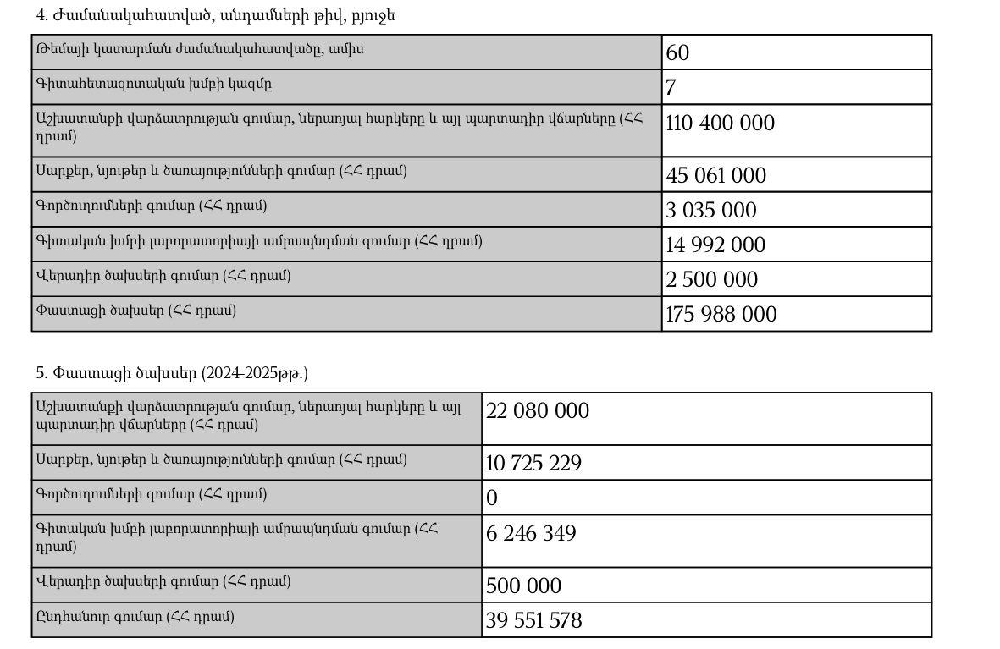 4. Ժամանակահատված, անդամների թիվ, բյուջե
Թեմայի կատարման ժամանակահատվածը, ամիս
60
Գիտահետազոտական խմբի կազմը
7
Աշխատանքի վարձատրության գումար, ներառյալ հարկերը և այլ պարտադիր վճարները (ՀՀ
դրամ)
110 400 000
Սարքեր, նյութեր և ծառայությունների գումար (ՀՀ դրամ)
45 061 000
Գործուղումների գումար (ՀՀ դրամ)
3 035 000
Գիտական խմբի լաբորատորիայի ամրապնդման գումար (ՀՀ դրամ)
14 992 000
Վերադիր ծախսերի գումար (ՀՀ դրամ)
2 500 000
Փաստացի ծախսեր (ՀՀ դրամ)
175 988 000
5. Փաստացի ծախսեր (2024-2025թթ.)
Աշխատանքի վարձատրության գումար, ներառյալ հարկերը և այլ
պարտադիր վճարները (ՀՀ դրամ)
22 080 000
Սարքեր, նյութեր և ծառայությունների գումար (ՀՀ դրամ)
10 725 229
Գործուղումների գումար (ՀՀ դրամ)
0
Գիտական խմբի լաբորատորիայի ամրապնդման գումար (ՀՀ
դրամ)
6 246 349
Վերադիր ծախսերի գումար (ՀՀ դրամ)
500 000
Ընդհանուր գումար (ՀՀ դրամ)
39 551 578